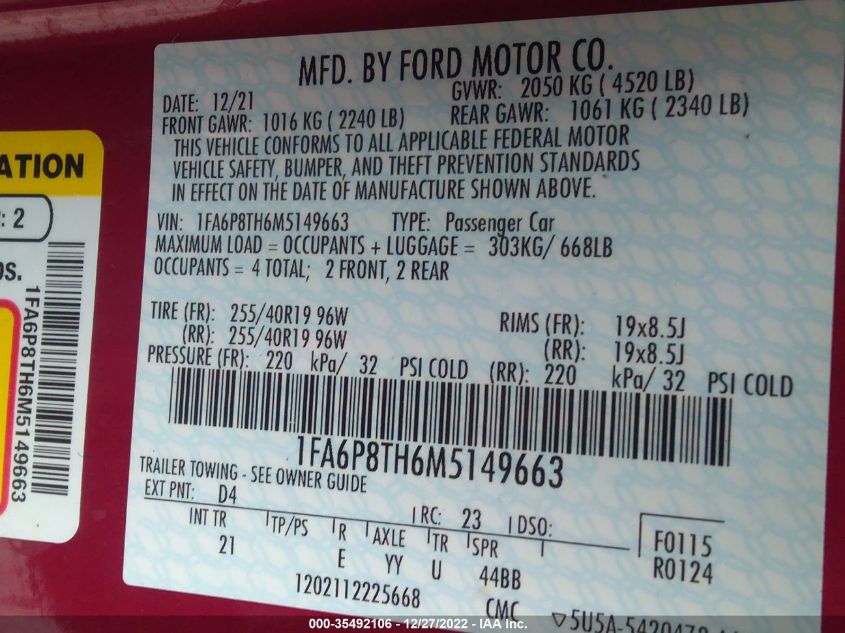 MFD. BY FORD MOTOR CO.
DATE: 12/21 GVWR: 2050 KG ( 4520 LB)
FRONT GAWR: 1016 KG ( 2240 LB) REAR GAWR: 1061 KG ( 2340 LB)
THIS VEHICLE CONFORMS TO ALL APPLICABLE FEDERAL MOTOR
VEHICLE SAFETY, BUMPER, AND THEFT PREVENTION STANDARDS
IN EFFECT ON THE DATE OF MANUFACTURE SHOWN ABOVE.
VIN: 1FA6P8TH6M5149663 TYPE: Passenger Car
MAXIMUM LOAD = OCCUPANTS + LUGGAGE = 303KG/ 668LB
OCCUPANTS = 4 TOTAL; 2 FRONT, 2 REAR
TIRE (FR): 255/40R19 96W RIMS (FR): 19x8.5J
(RR): 255/40R19 96W (RR): 19x8.5J
PRESSURE (FR): 220 kPa/ 32 PSI COLD (RR): 220 kPa/ 32 PSI COLD
1FA6P8TH6M5149663
TRAILER TOWING - SEE OWNER GUIDE
EXT PNT: D4 RC: 23 DSO: F0115
INT TR TP/PS R AXLE TR SPR R0124
21 E YY U 44BB
1202112225668 CMC
ATION
: 2
1FA6P8TH6M5149663
000-35492106 - 12/27/2022 - IAA Inc.